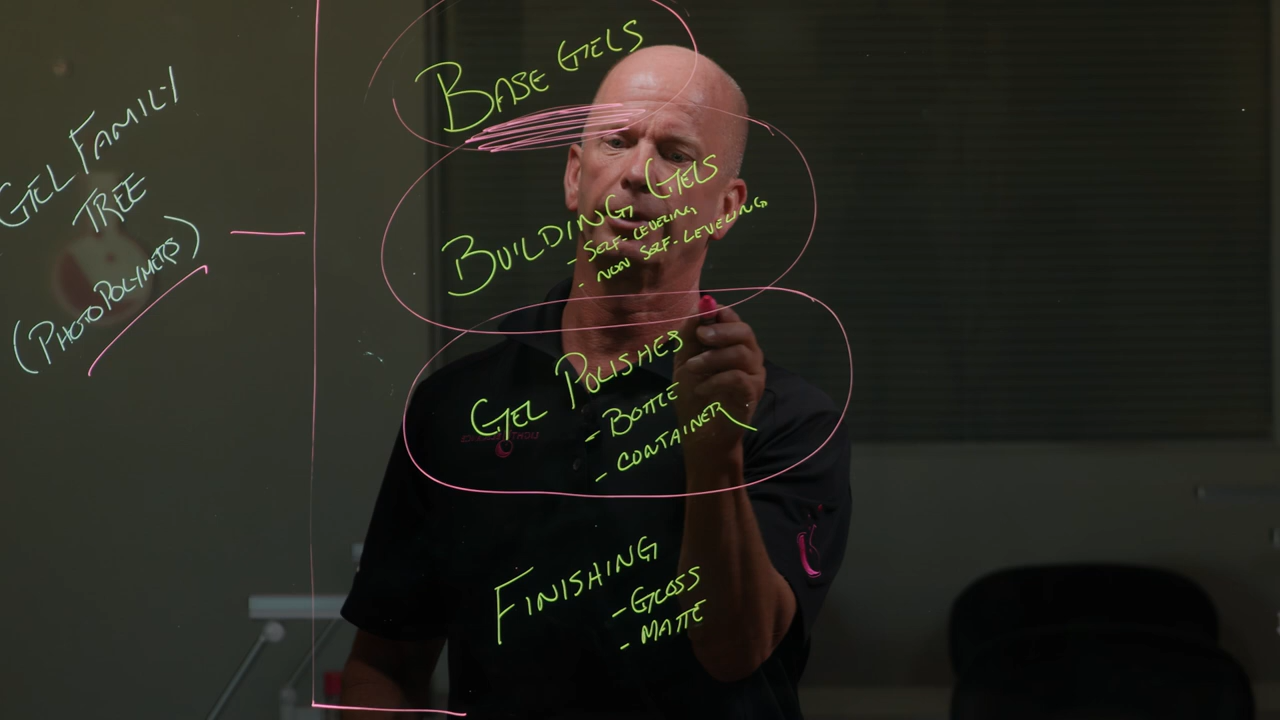 GEL FAMILY
TREE
(PHOTOPOLYMERS)
BASE GELS
BUILDING GELS
- SELF-LEVELING
- NON SELF-LEVELING
GEL POLISHES
- BOTTLE
- CONTAINER
FINISHING
- GLOSS
- MATTE